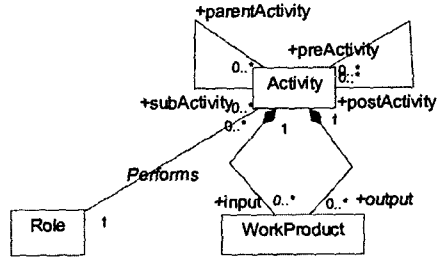 +parentActivity
+preActivity
0..*
0..*
0..*
Activity
+subActivity
0..*
+postActivity
0..*
1
1
Performs
+input
0..*
0..*
+output
Role
1
WorkProduct